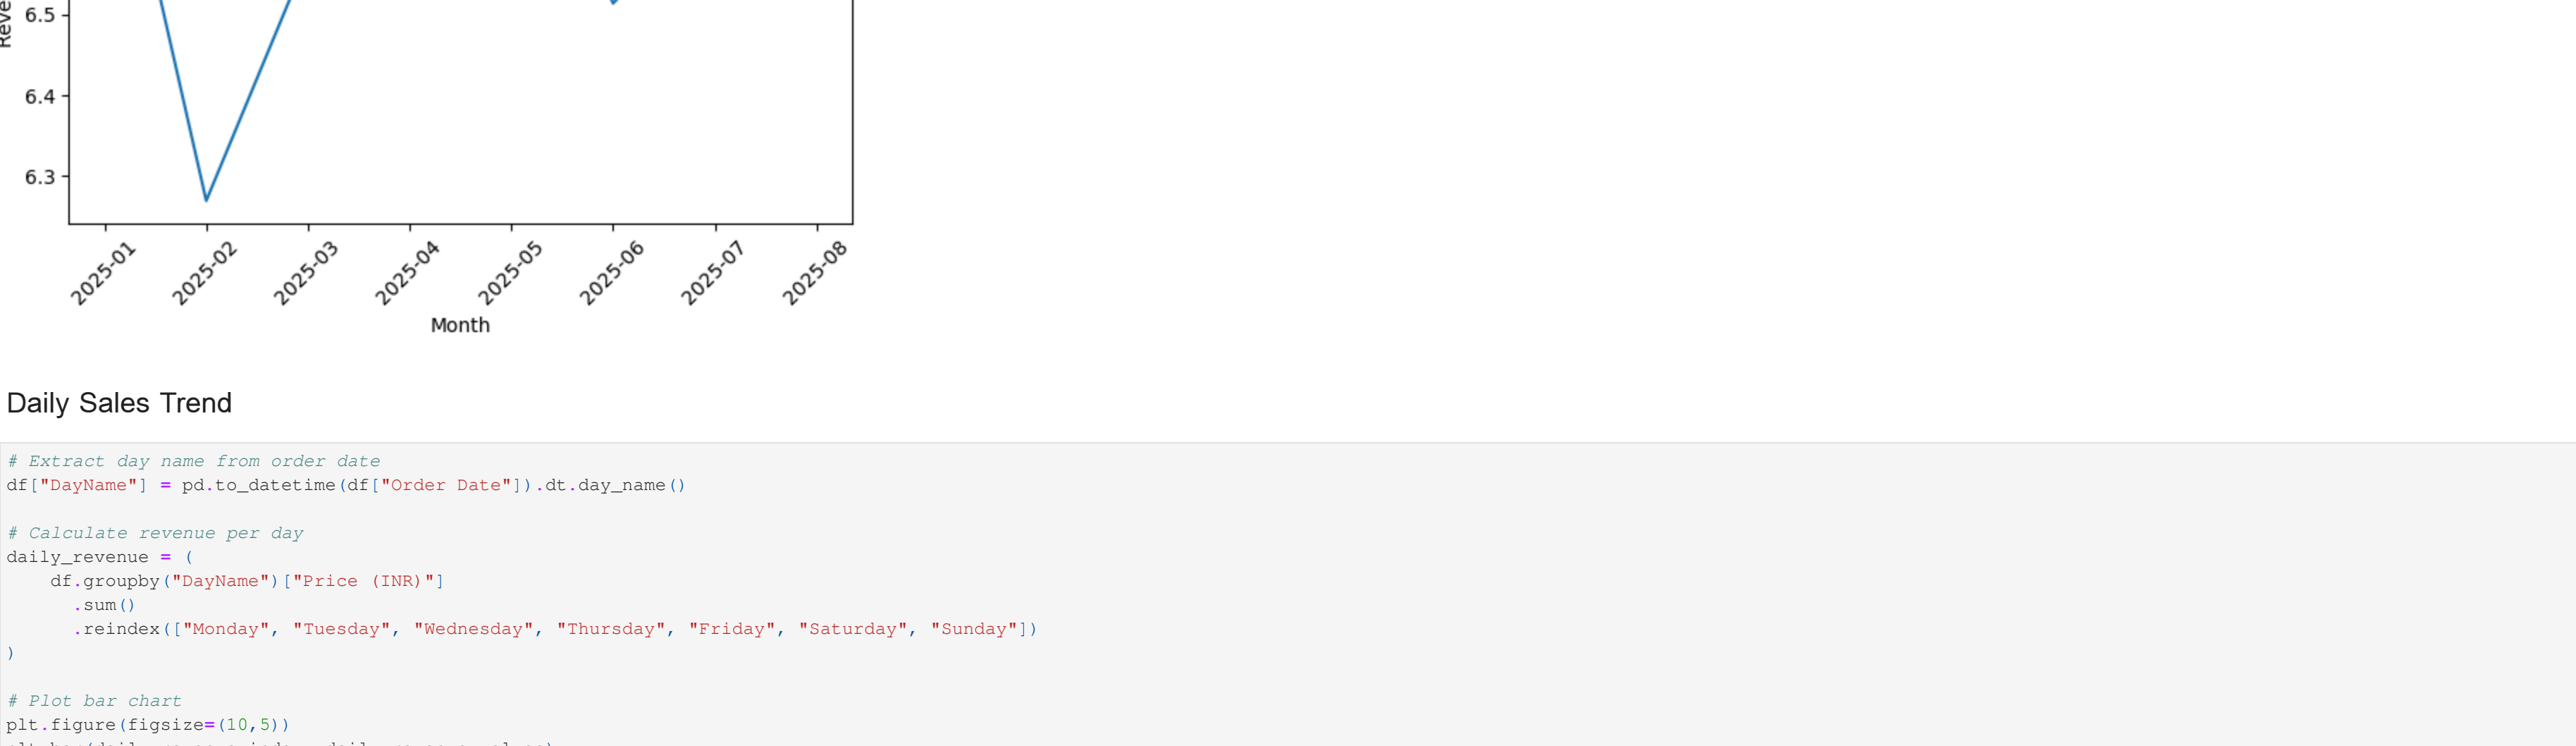 Reve
6.5
6.4
6.3
2025-01
2025-02
2025-03
2025-04
2025-05
2025-06
2025-07
2025-08
Month
Daily Sales Trend
# Extract day name from order date
df["DayName"] = pd.to_datetime(df["Order Date"]).dt.day_name()
# Calculate revenue per day
daily_revenue = (
    df.groupby("DayName")["Price (INR)"]
      .sum()
      .reindex(["Monday", "Tuesday", "Wednesday", "Thursday", "Friday", "Saturday", "Sunday"])
)
# Plot bar chart
plt.figure(figsize=(10,5))